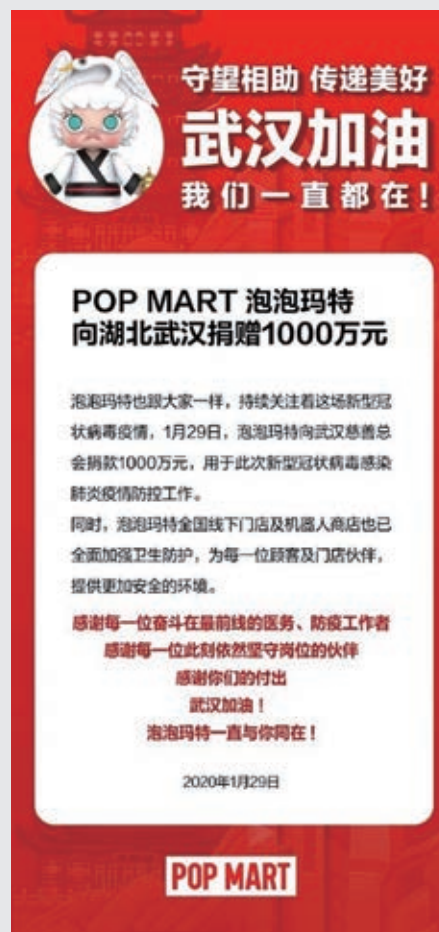 守望相助 传递美好
武汉加油
我们一直都在！
POP MART 泡泡玛特
向湖北武汉捐赠1000万元
泡泡玛特也跟大家一样，持续关注着这场新型冠
状病毒疫情，1月29日，泡泡玛特向武汉慈善总
会捐款1000万元，用于此次新型冠状病毒感染
肺炎疫情防控工作。
同时，泡泡玛特全国线下门店及机器人商店也已
全面加强卫生防护，为每一位顾客及门店伙伴，
提供更加安全的环境。
感谢每一位奋斗在最前线的医务、防疫工作者
感谢每一位此刻依然坚守岗位的伙伴
感谢你们的付出
武汉加油！
泡泡玛特一直与你同在！
2020年1月29日
POP MART